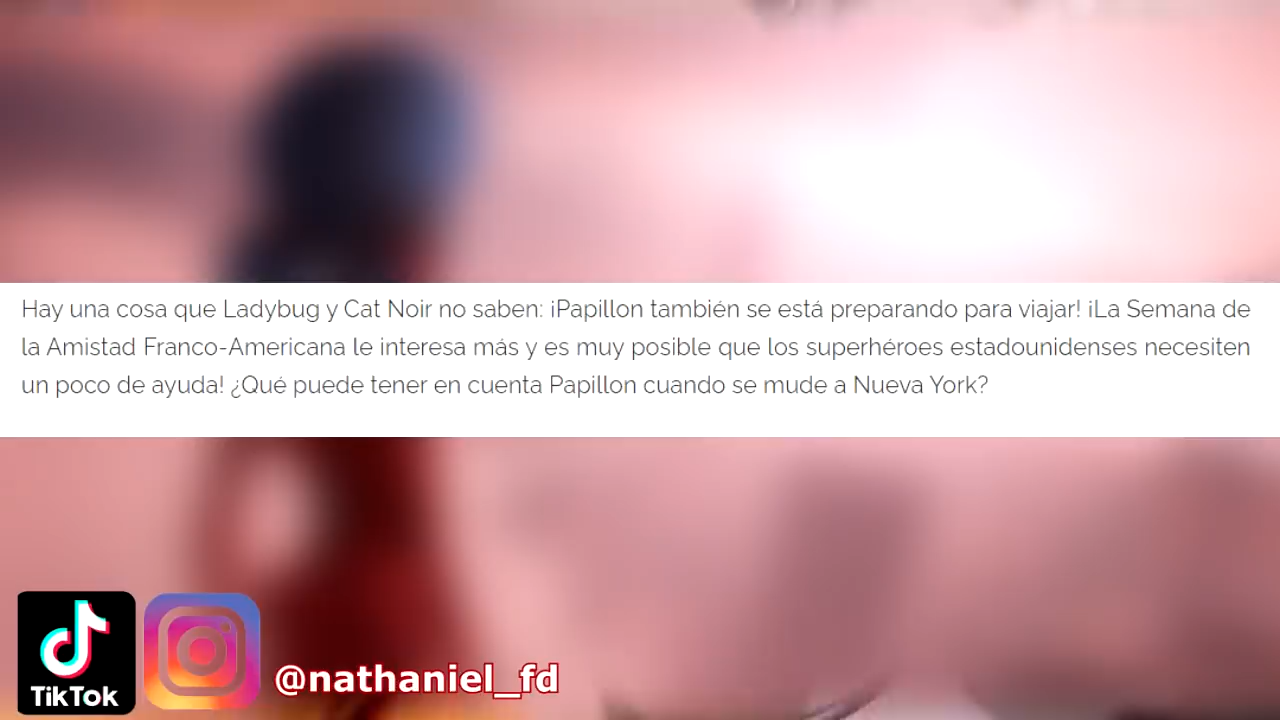 Hay una cosa que Ladybug y Cat Noir no saben: ¡Papillon también se está preparando para viajar! ¡La Semana de
la Amistad Franco-Americana le interesa más y es muy posible que los superhéroes estadounidenses necesiten
un poco de ayuda! ¿Qué puede tener en cuenta Papillon cuando se mude a Nueva York?
@nathaniel_fd
TikTok